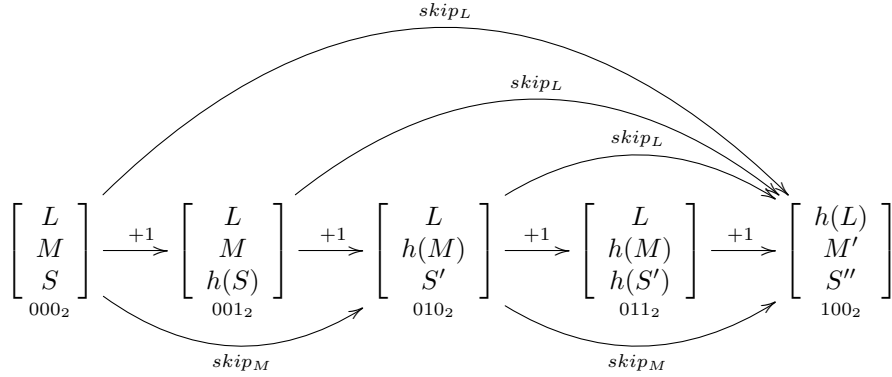 skip_L
skip_L
skip_L
L L L L h(L)
+1 +1 +1 +1
M M h(M) h(M) M′
S h(S) S′ h(S′) S″
000₂ 001₂ 010₂ 011₂ 100₂
skip_M skip_M